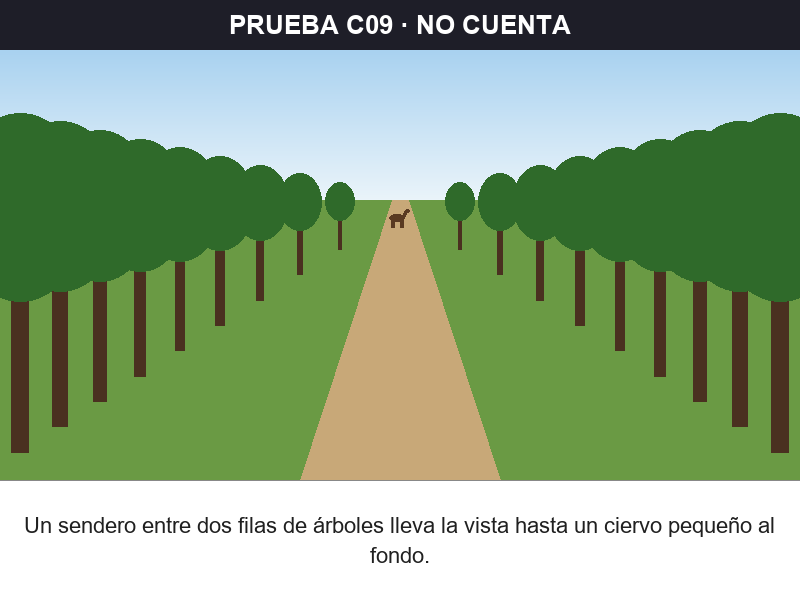 PRUEBA C09 · NO CUENTA
Un sendero entre dos filas de árboles lleva la vista hasta un ciervo pequeño al
fondo.